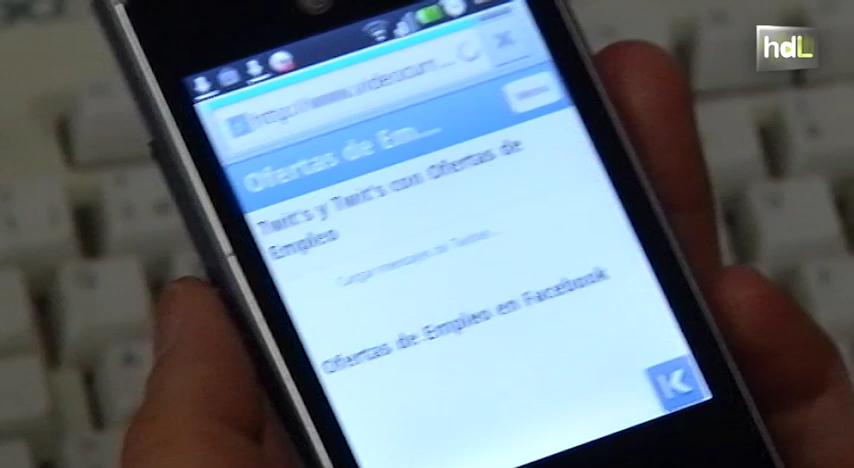 hdL
Ofertas de Em...
Twit's y Twit's con Ofertas de
Empleo
Ofertas de Empleo en Facebook
K